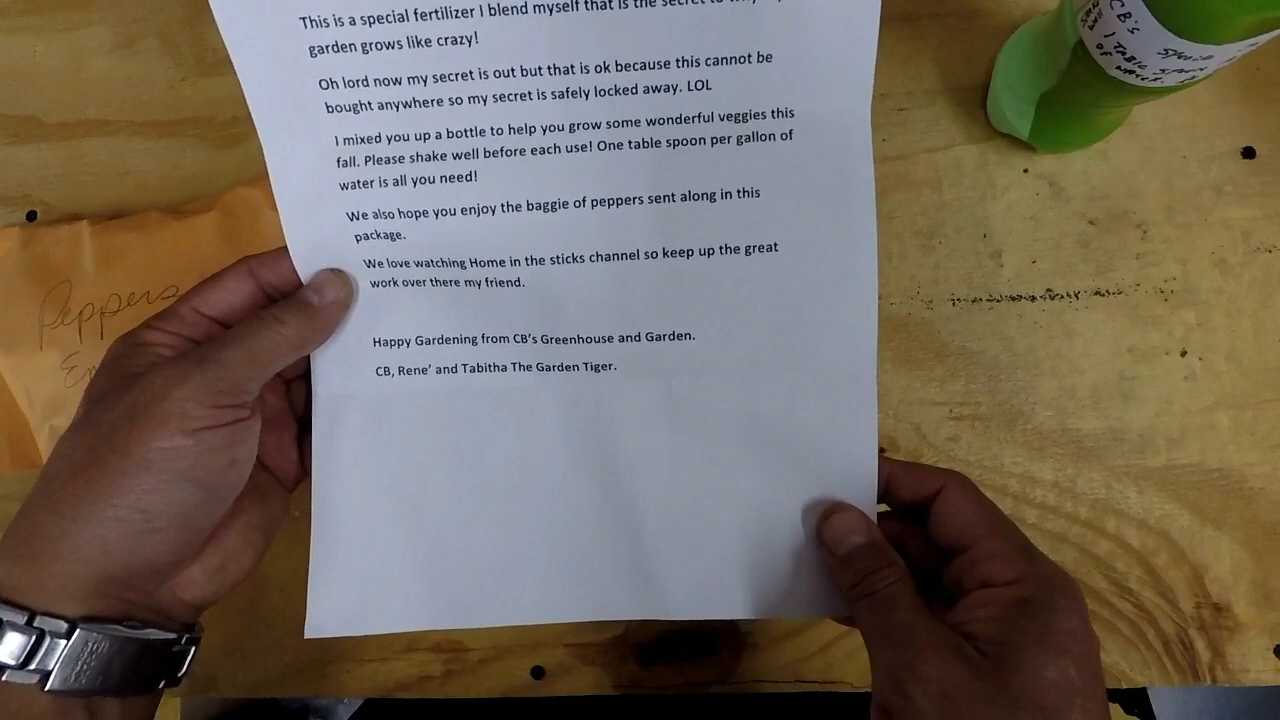 This is a special fertilizer I blend myself that is the secret to
garden grows like crazy!
Oh lord now my secret is out but that is ok because this cannot be
bought anywhere so my secret is safely locked away. LOL
I mixed you up a bottle to help you grow some wonderful veggies this
fall. Please shake well before each use! One table spoon per gallon of
water is all you need!
We also hope you enjoy the baggie of peppers sent along in this
package.
We love watching Home in the sticks channel so keep up the great
work over there my friend.
Happy Gardening from CB's Greenhouse and Garden.
CB, Rene' and Tabitha The Garden Tiger.
Peppers
CB's
1 Table Spoon
of water